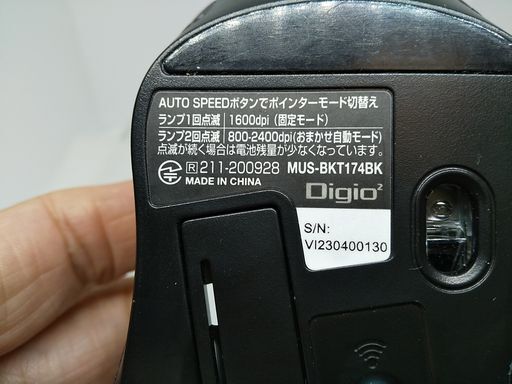 AUTO SPEEDボタンでポインターモード切替え
ランプ1回点滅 1600dpi (固定モード)
ランプ2回点滅 800-2400dpi(おまかせ自動モード)
点滅が続く場合は電池残量が少なくなっています。
R 211-200928 MUS-BKT174BK
MADE IN CHINA
Digio²
S/N:
VI230400130